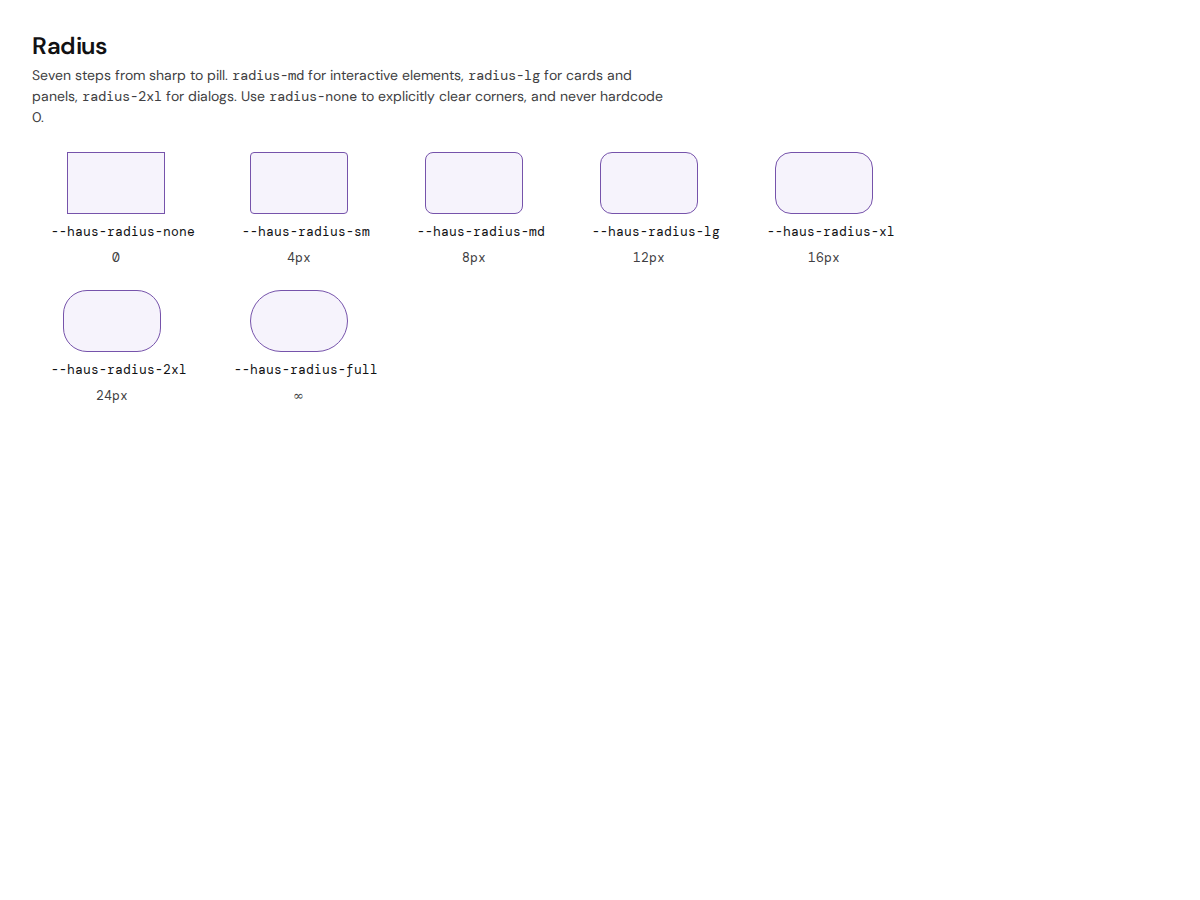 Radius
Seven steps from sharp to pill. radius-md for interactive elements, radius-lg for cards and
panels, radius-2xl for dialogs. Use radius-none to explicitly clear corners, and never hardcode
0.
--haus-radius-none --haus-radius-sm --haus-radius-md --haus-radius-lg --haus-radius-xl
0 4px 8px 12px 16px
--haus-radius-2xl --haus-radius-full
24px ∞